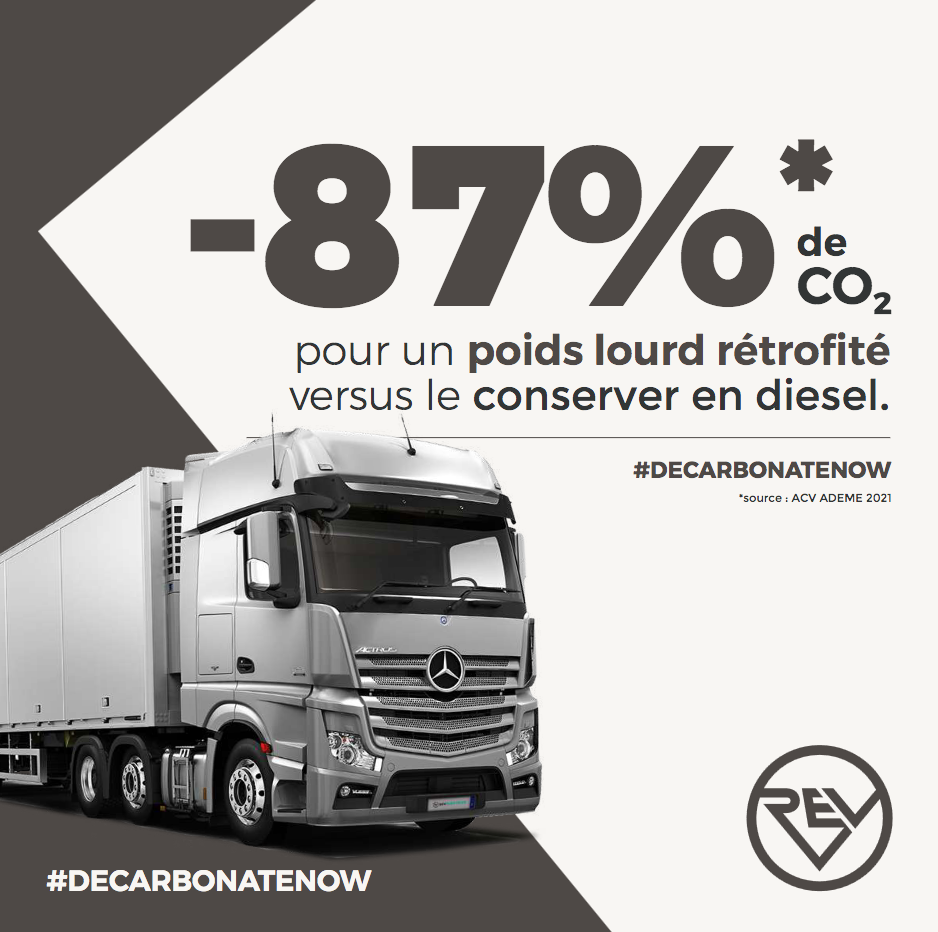 -87%*
de
CO₂
pour un poids lourd rétrofité
versus le conserver en diesel.
#DECARBONATENOW
*source : ACV ADEME 2021
ACTROS
REV
#DECARBONATENOW